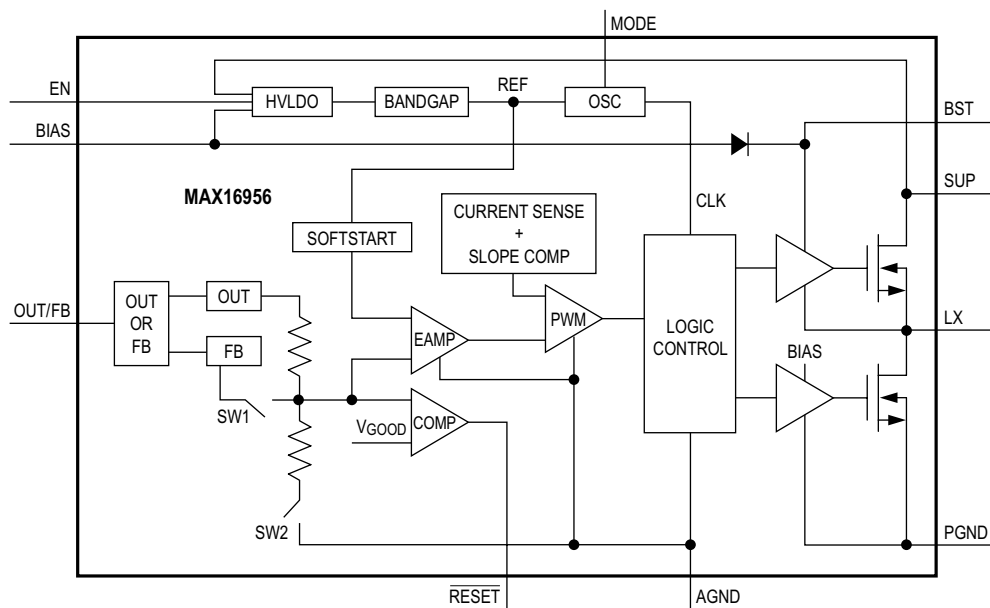 MODE
REF
EN
HVLDO
BANDGAP
OSC
BST
BIAS
SUP
MAX16956
CURRENT SENSE
+
SLOPE COMP
CLK
SOFTSTART
OUT/FB
OUT
OR
FB
OUT
FB
SW1
EAMP
PWM
LOGIC
CONTROL
LX
BIAS
VGOOD
COMP
SW2
PGND
RESET
AGND